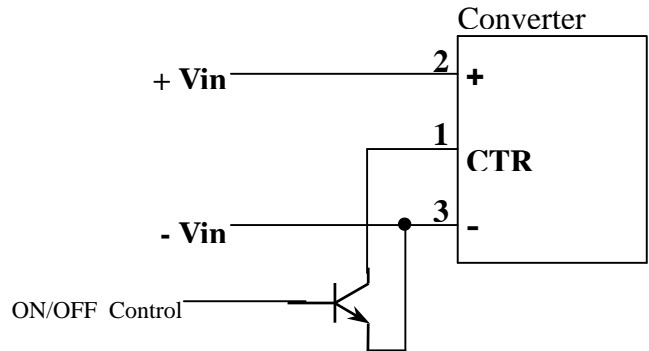 Converter
+ Vin 2 +
1
CTR
- Vin 3 -
ON/OFF Control